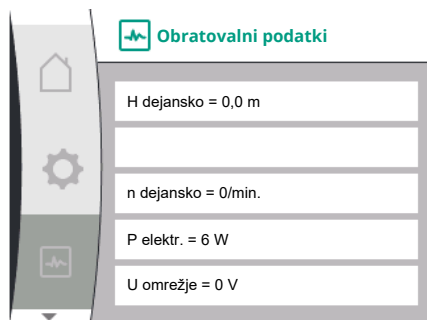 Obratovalni podatki
H dejansko = 0,0 m
n dejansko = 0/min.
P elektr. = 6 W
U omrežje = 0 V